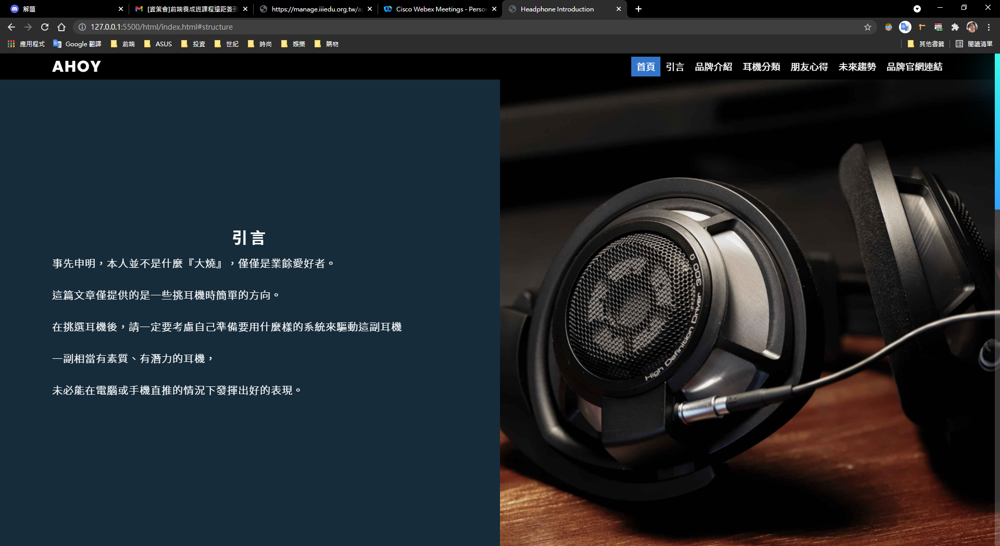 解題
[資策會]前端養成班課程遠距簽到
https://manage.iiiedu.org.tw/a
Cisco Webex Meetings - Perso
Headphone Introduction
127.0.0.1:5500/html/index.html#structure
應用程式
Google 翻譯
前端
ASUS
投資
世紀
時尚
娛樂
購物
其他書籤
閱讀清單
AHOY
首頁
引言
品牌介紹
耳機分類
朋友心得
未來趨勢
品牌官網連結
引言
事先申明，本人並不是什麼『大燒』，僅僅是業餘愛好者。
這篇文章僅提供的是一些挑耳機時簡單的方向。
在挑選耳機後，請一定要考慮自己準備要用什麼樣的系統來驅動這副耳機
一副相當有素質、有潛力的耳機，
未必能在電腦或手機直推的情況下發揮出好的表現。
High Definition Driver 300 Ω